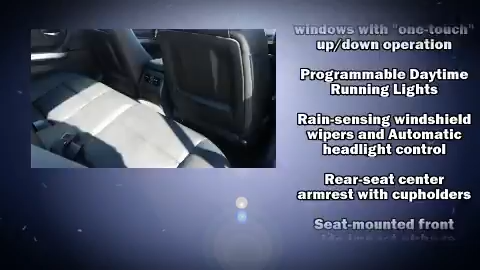 windows with "one-touch"
up/down operation
Programmable Daytime
Running Lights
Rain-sensing windshield
wipers and Automatic
headlight control
Rear-seat center
armrest with cupholders
Seat-mounted front